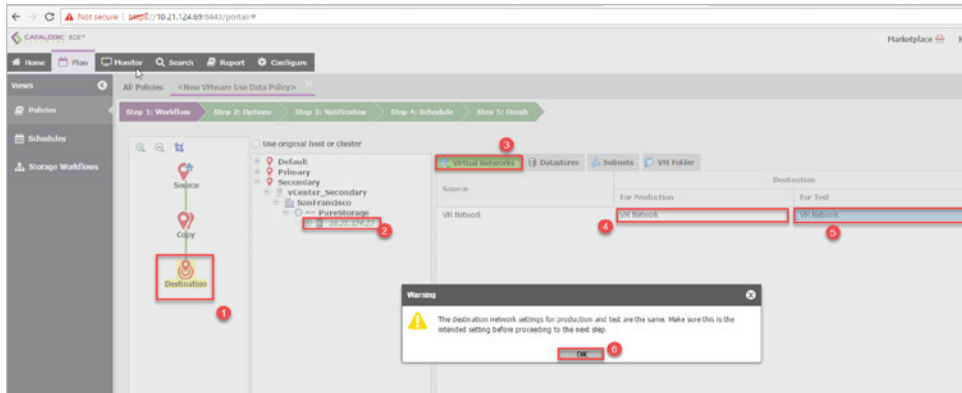 Not secure | https://10.21.124.69:8443/portal/#
CATALOGIC ECX™
SOFTWARE
Marketplace
Home Plan Monitor Search Report Configure
Views
All Policies <New VMware Use Data Policy>
Policies
Step 1: Workflow Step 2: Options Step 3: Notification Step 4: Schedule Step 5: Finish
Schedules
Storage Workflows
Use original host or cluster
Default
Primary
Secondary
vCenter_Secondary
SanFrancisco
PureStorage
2
Source
Copy
Destination
1
3
Virtual Networks Datastores Subnets VM Folder
Source
Destination
For Production For Test
VM Network VM Network VM Network
4
5
Warning
The destination network settings for production and test are the same. Make sure this is the
intended setting before proceeding to the next step.
OK
6